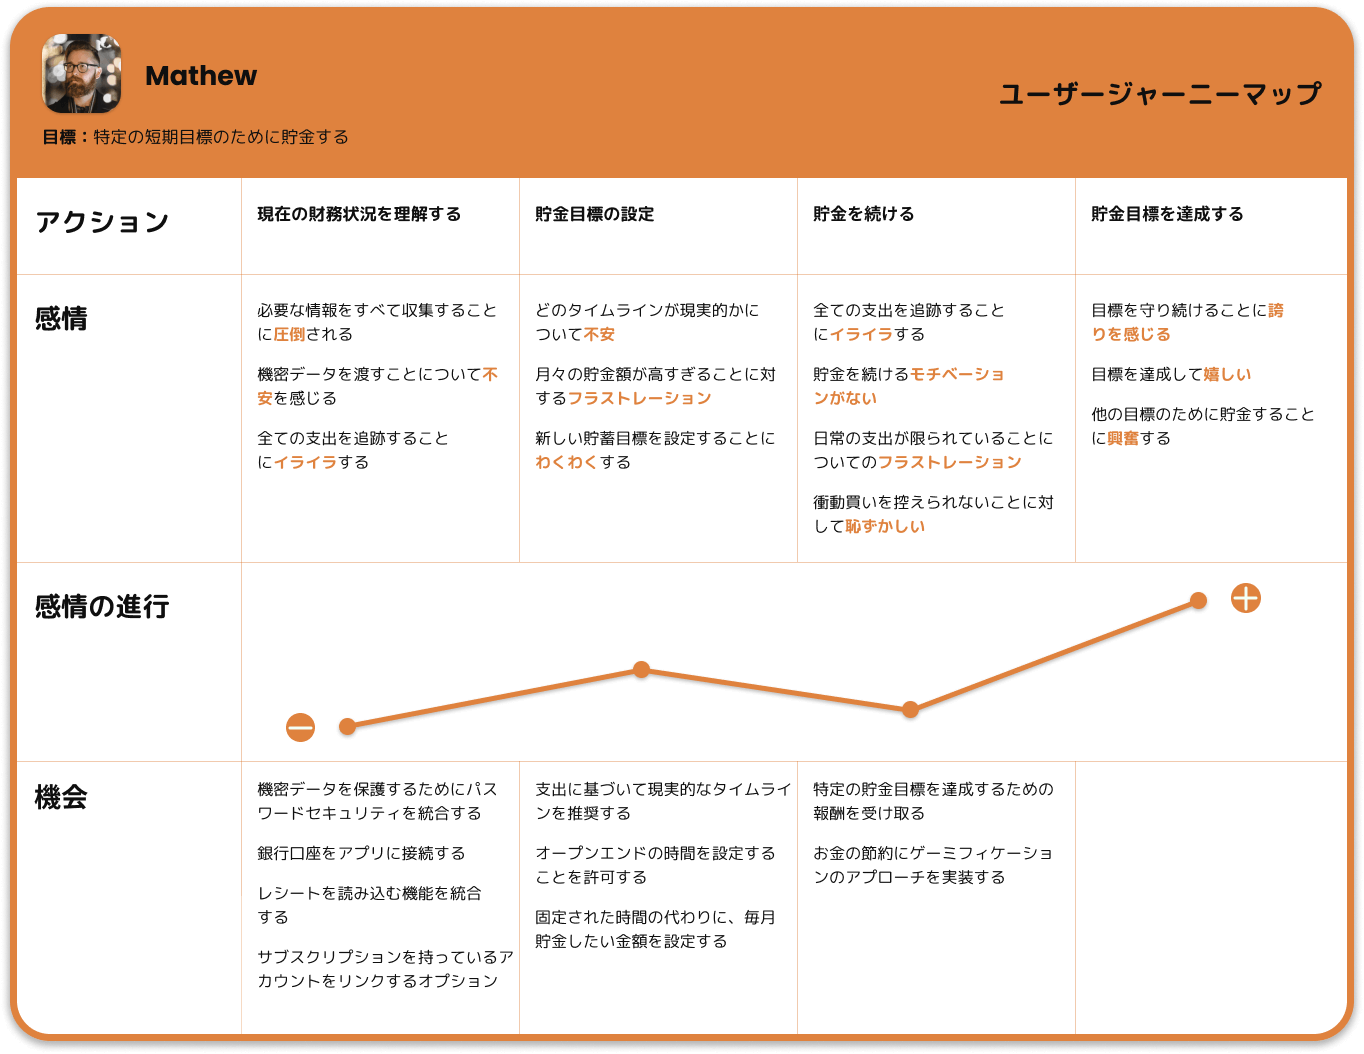 Mathew
ユーザージャーニーマップ
目標：特定の短期目標のために貯金する
アクション
現在の財務状況を理解する
貯金目標の設定
貯金を続ける
貯金目標を達成する
感情
必要な情報をすべて収集すること
に圧倒される
機密データを渡すことについて不
安を感じる
全ての支出を追跡すること
にイライラする
どのタイムラインが現実的かに
ついて不安
月々の貯金額が高すぎることに対
するフラストレーション
新しい貯蓄目標を設定することに
わくわくする
全ての支出を追跡すること
にイライラする
貯金を続けるモチベーショ
ンがない
日常の支出が限られていることに
ついてのフラストレーション
衝動買いを控えられないことに対
して恥ずかしい
目標を守り続けることに誇
りを感じる
目標を達成して嬉しい
他の目標のために貯金すること
に興奮する
感情の進行
機会
機密データを保護するためにパス
ワードセキュリティを統合する
銀行口座をアプリに接続する
レシートを読み込む機能を統合
する
サブスクリプションを持っているア
カウントをリンクするオプション
支出に基づいて現実的なタイムライ
ンを推奨する
オープンエンドの時間を設定する
ことを許可する
固定された時間の代わりに、毎月
貯金したい金額を設定する
特定の貯金目標を達成するための
報酬を受け取る
お金の節約にゲーミフィケーショ
ンのアプローチを実装する